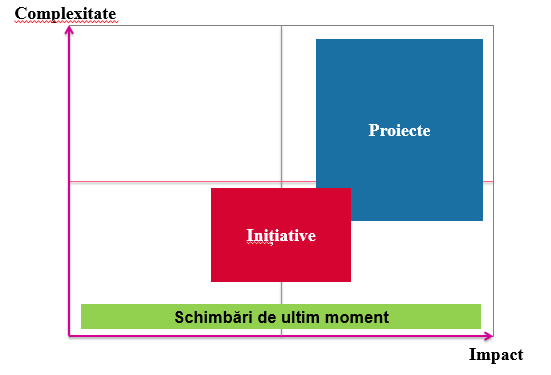 Complexitate
Proiecte
Inițiative
Schimbări de ultim moment
Impact